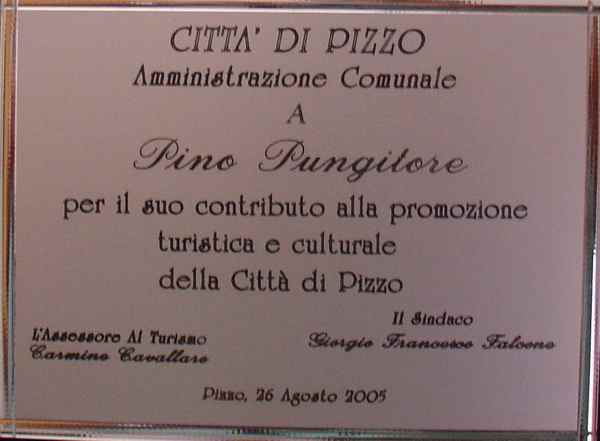 CITTA' DI PIZZO
Amministrazione Comunale
A
Pino Pungitore
per il suo contributo alla promozione
turistica e culturale
della Città di Pizzo
Il Sindaco
L'Assessore Al Turismo
Giorgio Francesco Falcone
Carmine Cavallaro
Pizzo, 26 Agosto 2005